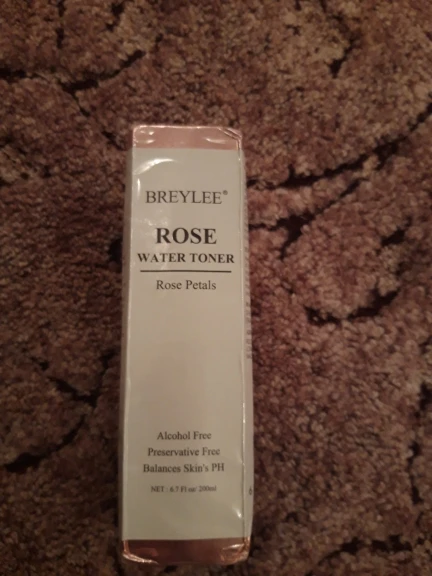 BREYLEE®
ROSE
WATER TONER
Rose Petals
Alcohol Free
Preservative Free
Balances Skin's PH
NET : 6.7 Fl oz/ 200ml